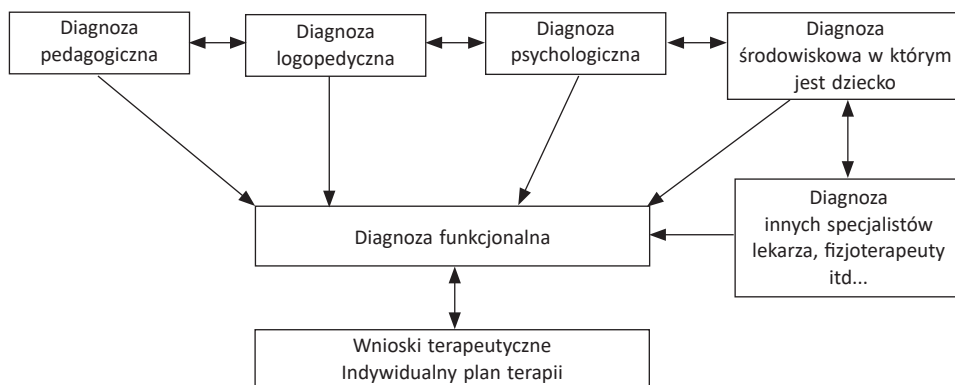 Diagnoza
pedagogiczna
Diagnoza
logopedyczna
Diagnoza
psychologiczna
Diagnoza
środowiskowa w którym
jest dziecko
Diagnoza
innych specjalistów
lekarza, fizjoterapeuty
itd...
Diagnoza funkcjonalna
Wnioski terapeutyczne
Indywidualny plan terapii